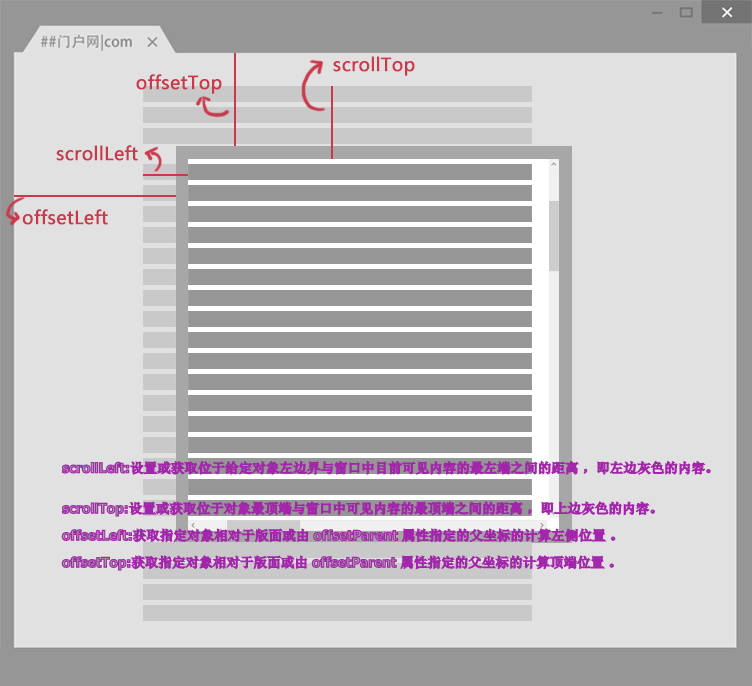 ##门户网|com
scrollTop
offsetTop
scrollLeft
offsetLeft
scrollLeft:设置或获取位于给定对象左边界与窗口中目前可见内容的最左端之间的距离 ，即左边灰色的内容。
scrollTop:设置或获取位于对象最顶端与窗口中可见内容的最顶端之间的距离 ，即上边灰色的内容。
offsetLeft:获取指定对象相对于版面或由 offsetParent 属性指定的父坐标的计算左侧位置 。
offsetTop:获取指定对象相对于版面或由 offsetParent 属性指定的父坐标的计算顶端位置 。